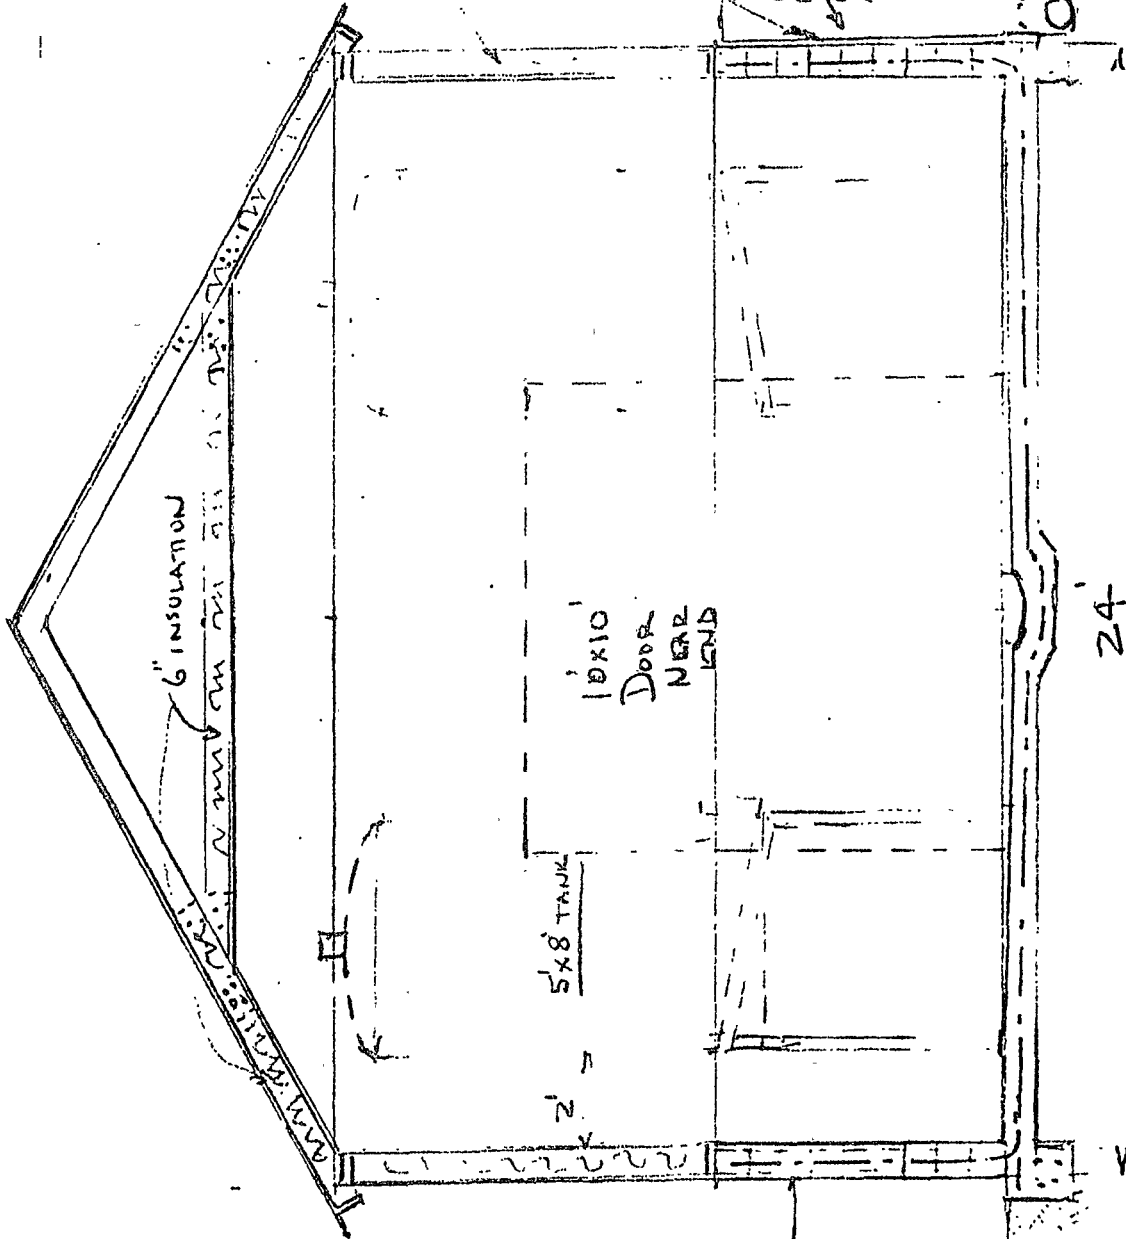 6" INSULATION
10'X10'
DOOR
NEAR
END
5'X8' TANK
2'
24'